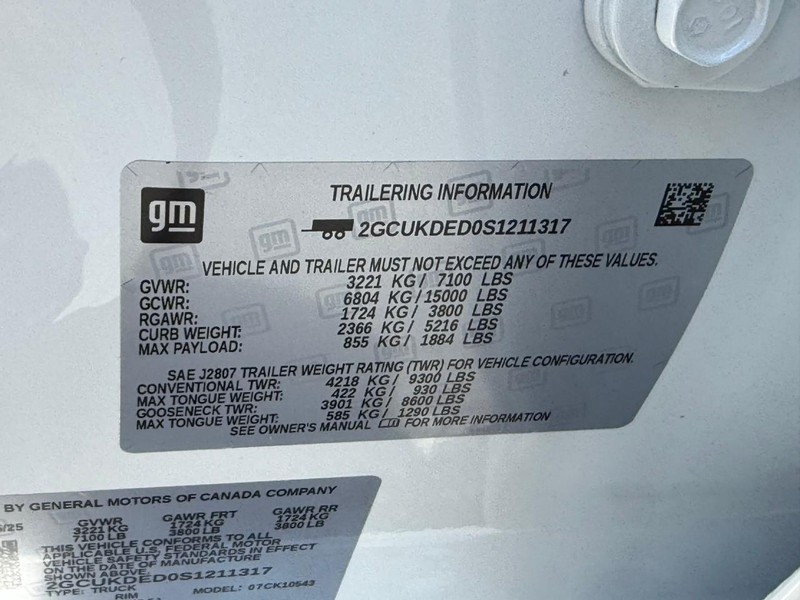 gm
TRAILERING INFORMATION
2GCUKDED0S1211317
VEHICLE AND TRAILER MUST NOT EXCEED ANY OF THESE VALUES.
GVWR: 3221 KG / 7100 LBS
GCWR: 6804 KG / 15000 LBS
RGAWR: 1724 KG / 3800 LBS
CURB WEIGHT: 2366 KG / 5216 LBS
MAX PAYLOAD: 855 KG / 1884 LBS
SAE J2807 TRAILER WEIGHT RATING (TWR) FOR VEHICLE CONFIGURATION.
CONVENTIONAL TWR: 4218 KG / 9300 LBS
MAX TONGUE WEIGHT: 422 KG / 930 LBS
GOOSENECK TWR: 3901 KG / 8600 LBS
MAX TONGUE WEIGHT: 585 KG / 1290 LBS
SEE OWNER'S MANUAL FOR MORE INFORMATION
BY GENERAL MOTORS OF CANADA COMPANY
/25 GVWR GAWR FRT GAWR RR
3221 KG 1724 KG 1724 KG
7100 LB 3800 LB 3800 LB
THIS VEHICLE CONFORMS TO ALL
APPLICABLE U.S. FEDERAL MOTOR
VEHICLE SAFETY STANDARDS IN EFFECT
ON THE DATE OF MANUFACTURE
SHOWN ABOVE.
2GCUKDED0S1211317
TYPE: TRUCK MODEL: 07CK10543
RIM